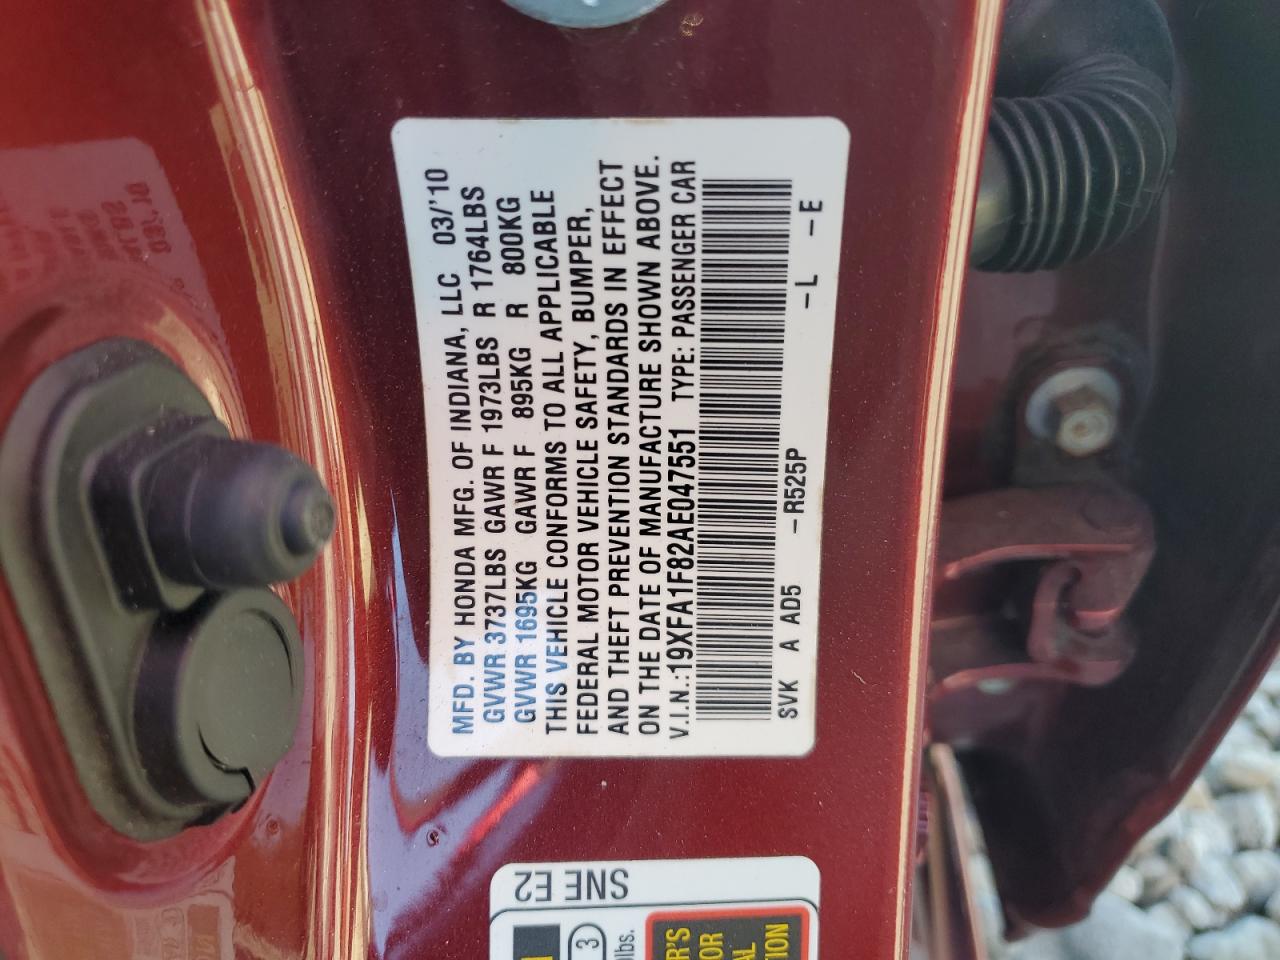 MFD. BY HONDA MFG. OF INDIANA, LLC 03/'10
GVWR 3737LBS GAWR F 1973LBS R 1764LBS
GVWR 1695KG GAWR F 895KG R 800KG
THIS VEHICLE CONFORMS TO ALL APPLICABLE
FEDERAL MOTOR VEHICLE SAFETY, BUMPER,
AND THEFT PREVENTION STANDARDS IN EFFECT
ON THE DATE OF MANUFACTURE SHOWN ABOVE.
V.I.N.:19XFA1F82AE047551 TYPE: PASSENGER CAR
SVK A AD5 -R525P -L -E
SNE E2
3
lbs.